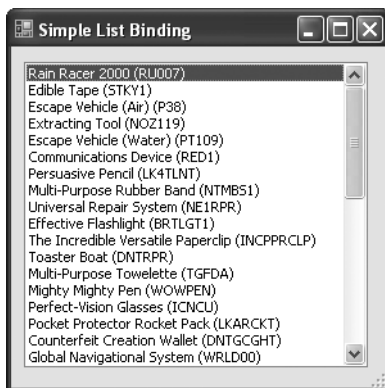 Simple List Binding
Rain Racer 2000 (RU007)
Edible Tape (STKY1)
Escape Vehicle (Air) (P38)
Extracting Tool (NOZ119)
Escape Vehicle (Water) (PT109)
Communications Device (RED1)
Persuasive Pencil (LK4TLNT)
Multi-Purpose Rubber Band (NTMBS1)
Universal Repair System (NE1RPR)
Effective Flashlight (BRTLGT1)
The Incredible Versatile Paperclip (INCPPRCLP)
Toaster Boat (DNTRPR)
Multi-Purpose Towelette (TGFDA)
Mighty Mighty Pen (WOWPEN)
Perfect-Vision Glasses (ICNCU)
Pocket Protector Rocket Pack (LKARCKT)
Counterfeit Creation Wallet (DNTGCGHT)
Global Navigational System (WRLD00)